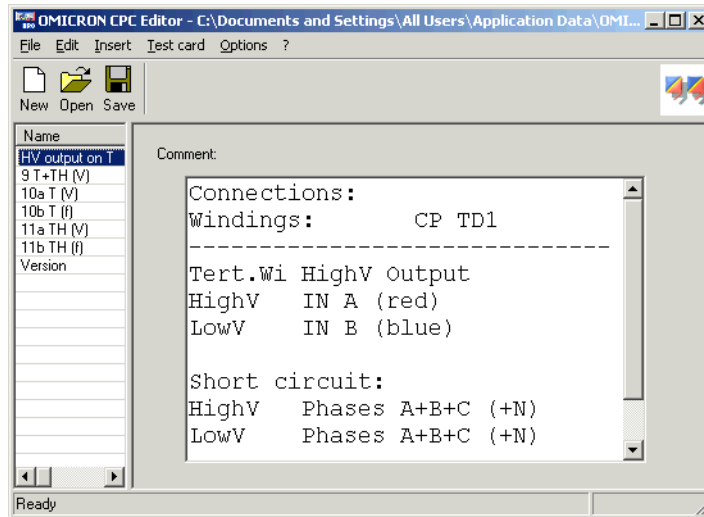 OMICRON CPC Editor - C:\Documents and Settings\All Users\Application Data\OMI...
File Edit Insert Test card Options ?
New Open Save
Name
HV output on T
9 T+TH (V)
10a T (V)
10b T (f)
11a TH (V)
11b TH (f)
Version
Comment:
Connections:
Windings: CP TD1
------------------------------
Tert.Wi HighV Output
HighV IN A (red)
LowV IN B (blue)
Short circuit:
HighV Phases A+B+C (+N)
LowV Phases A+B+C (+N)
Ready